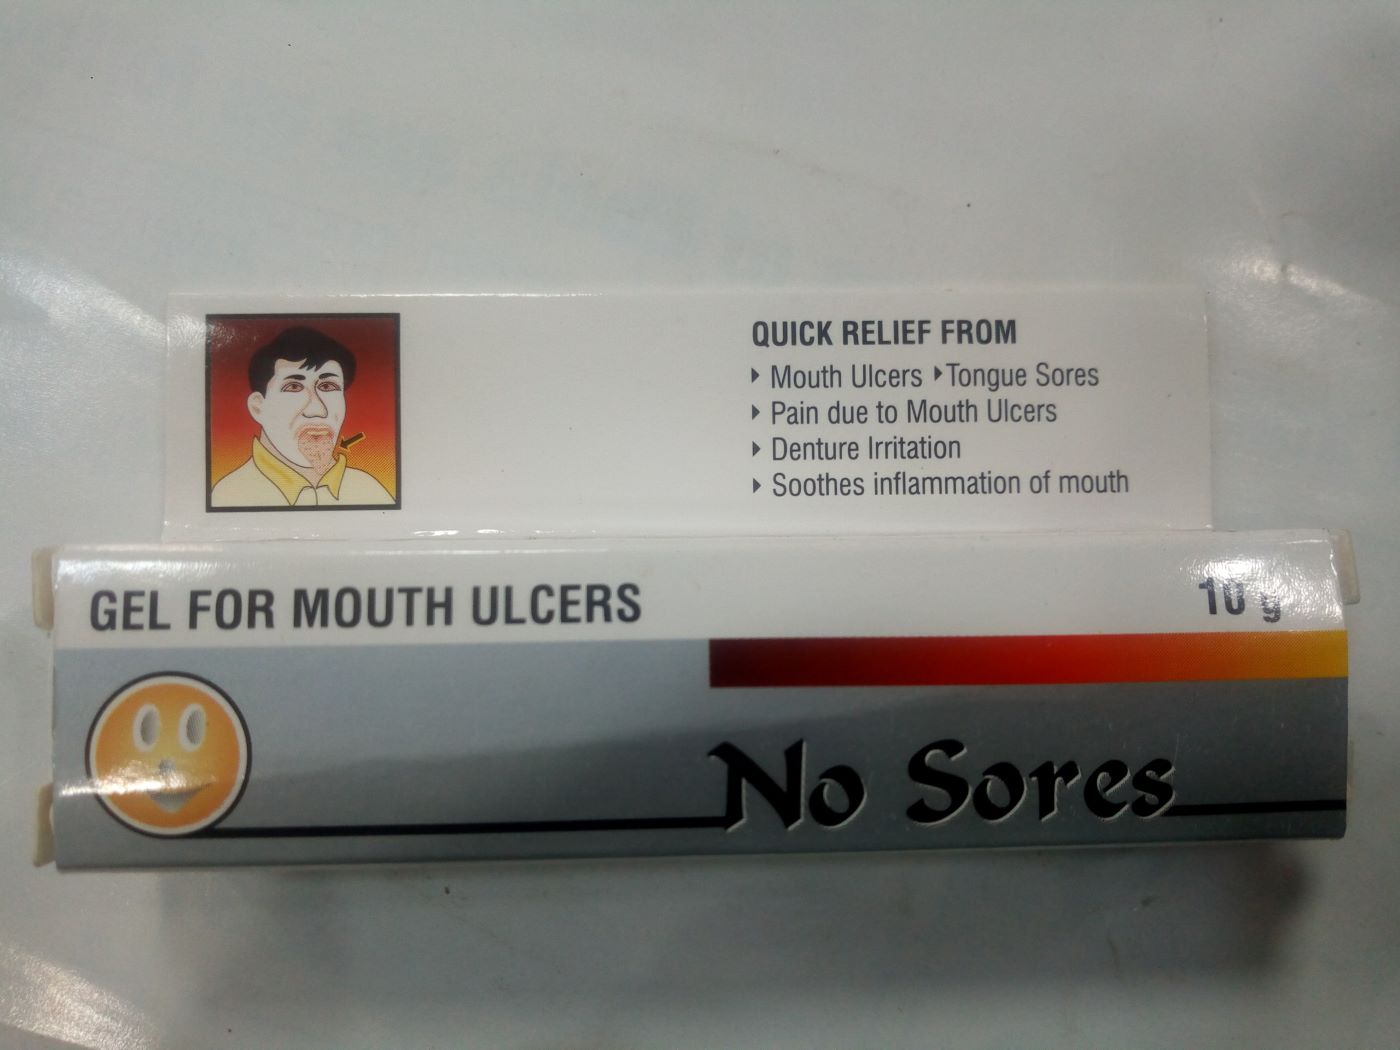 QUICK RELIEF FROM
Mouth Ulcers Tongue Sores
Pain due to Mouth Ulcers
Denture Irritation
Soothes inflammation of mouth
GEL FOR MOUTH ULCERS
10 g
No Sores